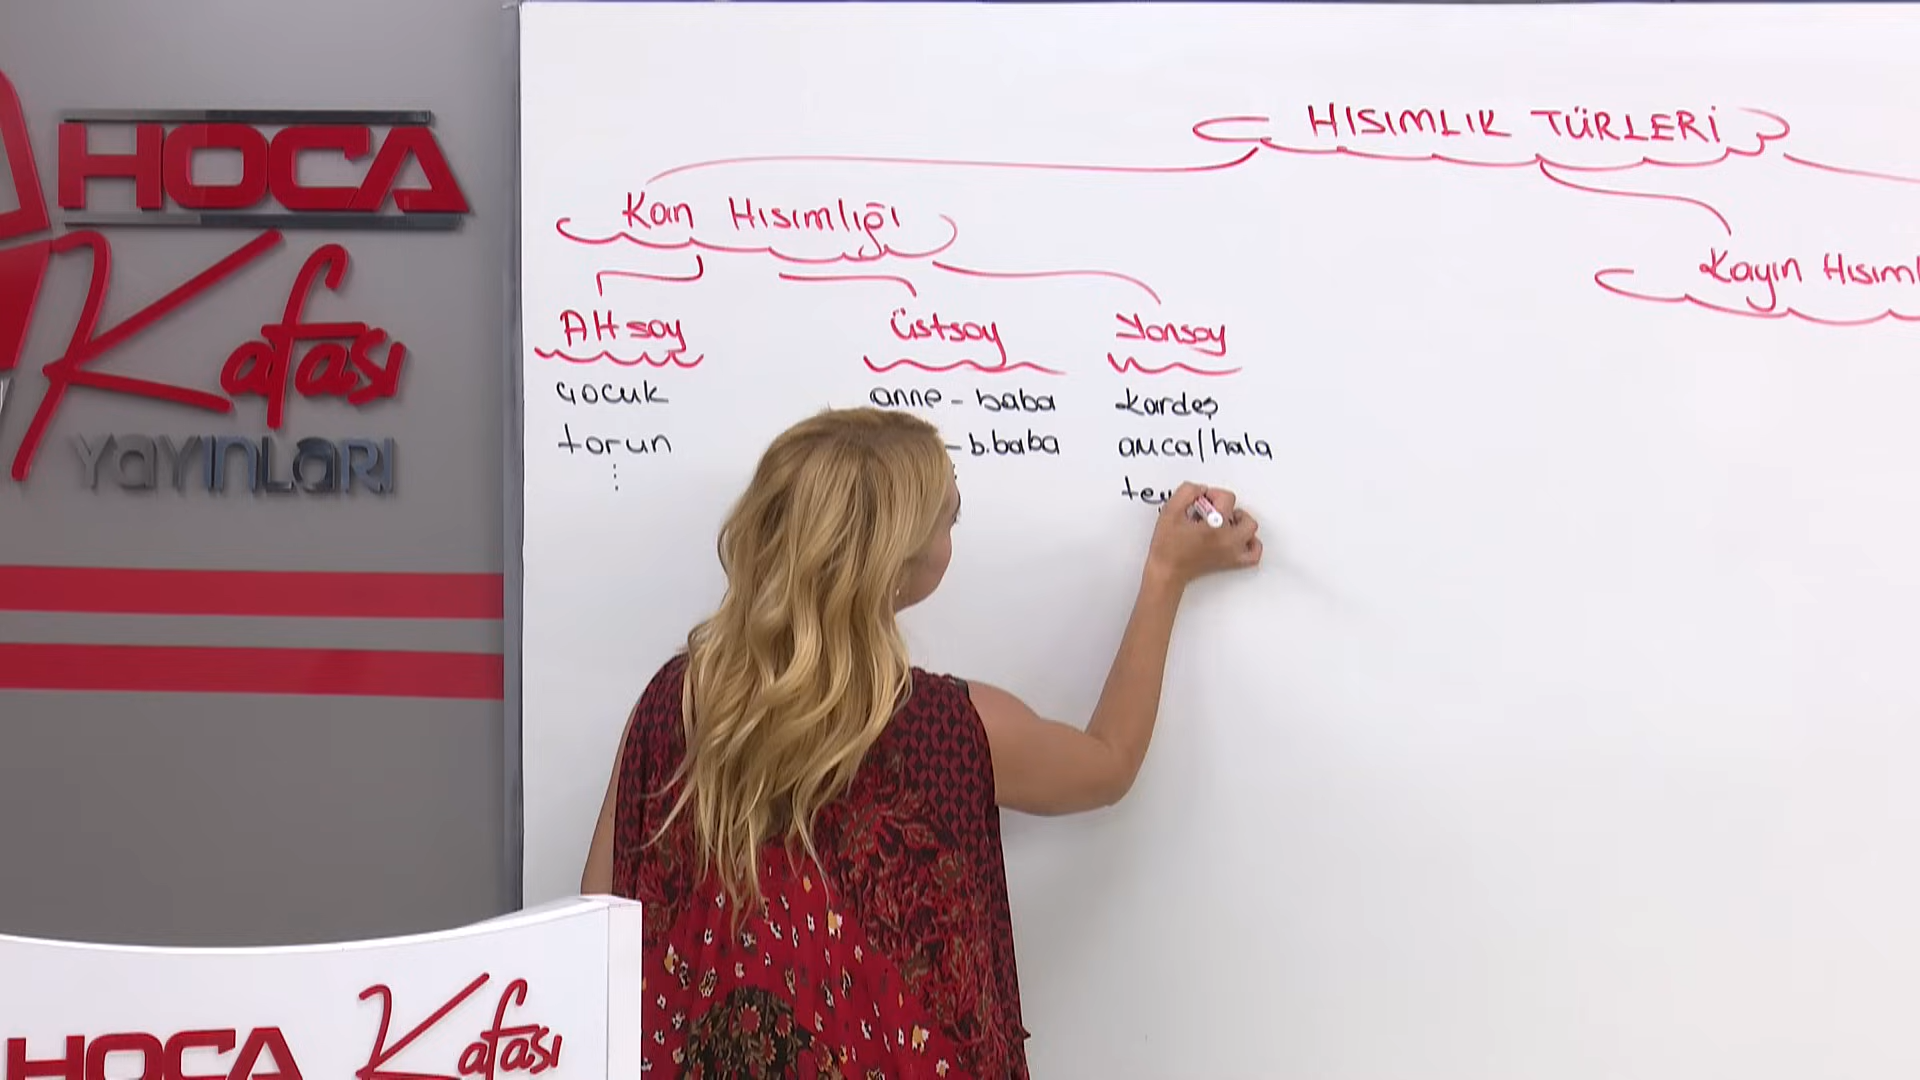 HOCA
Kafası
YAYINLARI
HISIMLIK TÜRLERİ
Kan Hısımlığı
Kayın Hısıml
Altsoy
Üstsoy
Yansoy
çocuk
anne - baba
kardeş
torun
- b.baba
amca/hala
HOCA
Kafası